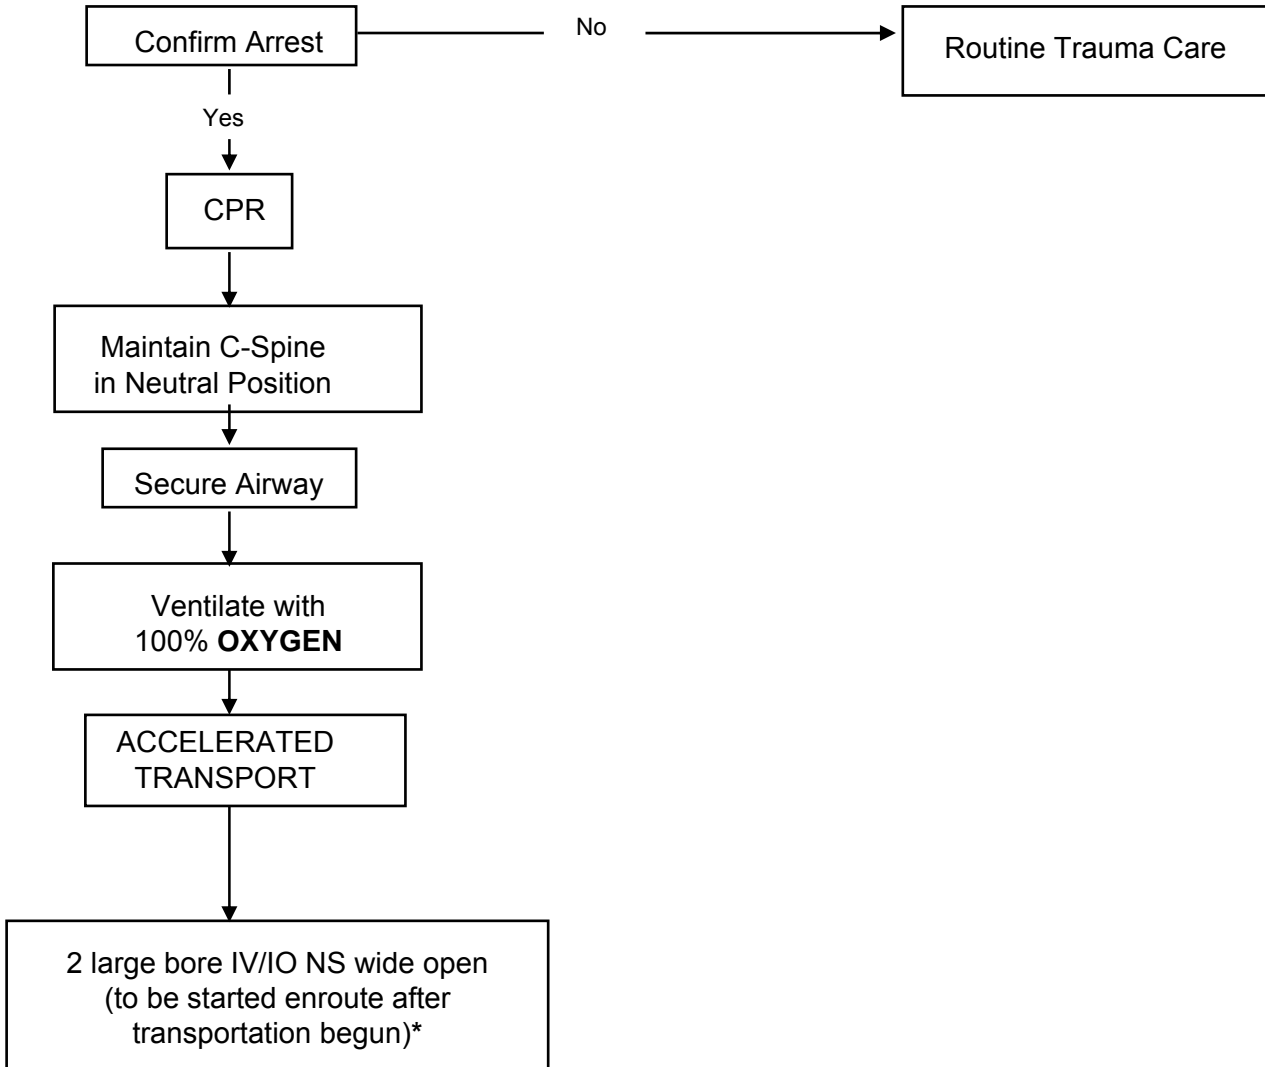 Confirm Arrest
No
Routine Trauma Care
Yes
CPR
Maintain C-Spine
in Neutral Position
Secure Airway
Ventilate with
100% OXYGEN
ACCELERATED
TRANSPORT
2 large bore IV/IO NS wide open
(to be started enroute after
transportation begun)*